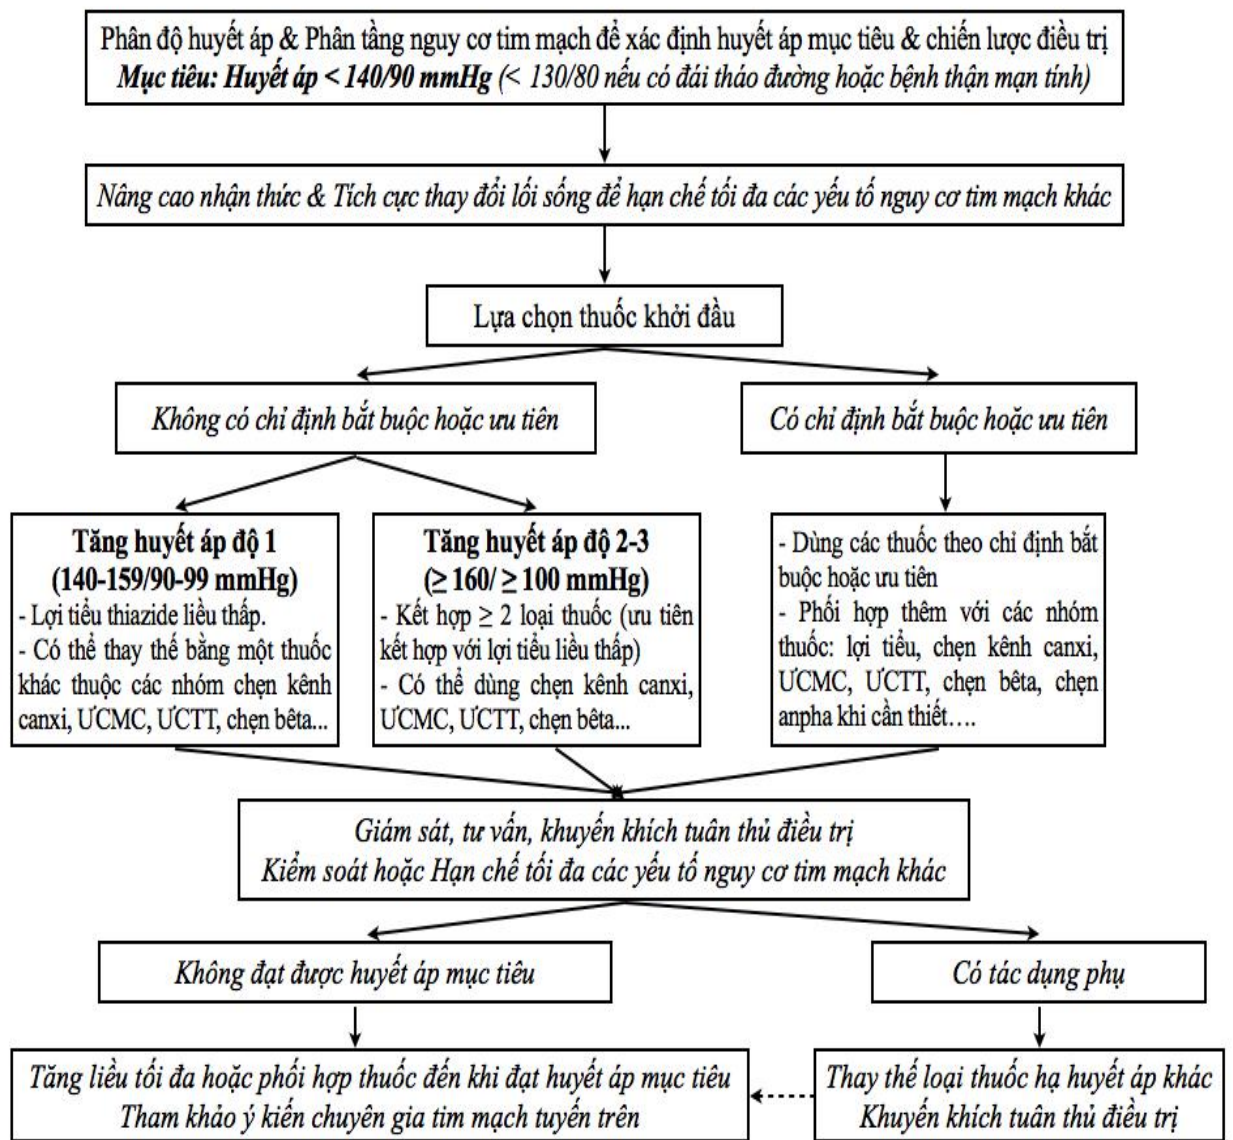 Phân độ huyết áp & Phân tầng nguy cơ tim mạch để xác định huyết áp mục tiêu & chiến lược điều trị
Mục tiêu: Huyết áp < 140/90 mmHg (< 130/80 nếu có đái tháo đường hoặc bệnh thận mạn tính)
Nâng cao nhận thức & Tích cực thay đổi lối sống để hạn chế tối đa các yếu tố nguy cơ tim mạch khác
Lựa chọn thuốc khởi đầu
Không có chỉ định bắt buộc hoặc ưu tiên
Có chỉ định bắt buộc hoặc ưu tiên
Tăng huyết áp độ 1
(140-159/90-99 mmHg)
- Lợi tiểu thiazide liều thấp.
- Có thể thay thế bằng một thuốc
khác thuộc các nhóm chẹn kênh
canxi, ƯCMC, ƯCTT, chẹn bêta...
Tăng huyết áp độ 2-3
(≥ 160/ ≥ 100 mmHg)
- Kết hợp ≥ 2 loại thuốc (ưu tiên
kết hợp với lợi tiểu liều thấp)
- Có thể dùng chẹn kênh canxi,
ƯCMC, ƯCTT, chẹn bêta...
- Dùng các thuốc theo chỉ định bắt
buộc hoặc ưu tiên
- Phối hợp thêm với các nhóm
thuốc: lợi tiểu, chẹn kênh canxi,
ƯCMC, ƯCTT, chẹn bêta, chẹn
anpha khi cần thiết….
Giám sát, tư vấn, khuyến khích tuân thủ điều trị
Kiểm soát hoặc Hạn chế tối đa các yếu tố nguy cơ tim mạch khác
Không đạt được huyết áp mục tiêu
Có tác dụng phụ
Tăng liều tối đa hoặc phối hợp thuốc đến khi đạt huyết áp mục tiêu
Tham khảo ý kiến chuyên gia tim mạch tuyến trên
Thay thế loại thuốc hạ huyết áp khác
Khuyến khích tuân thủ điều trị